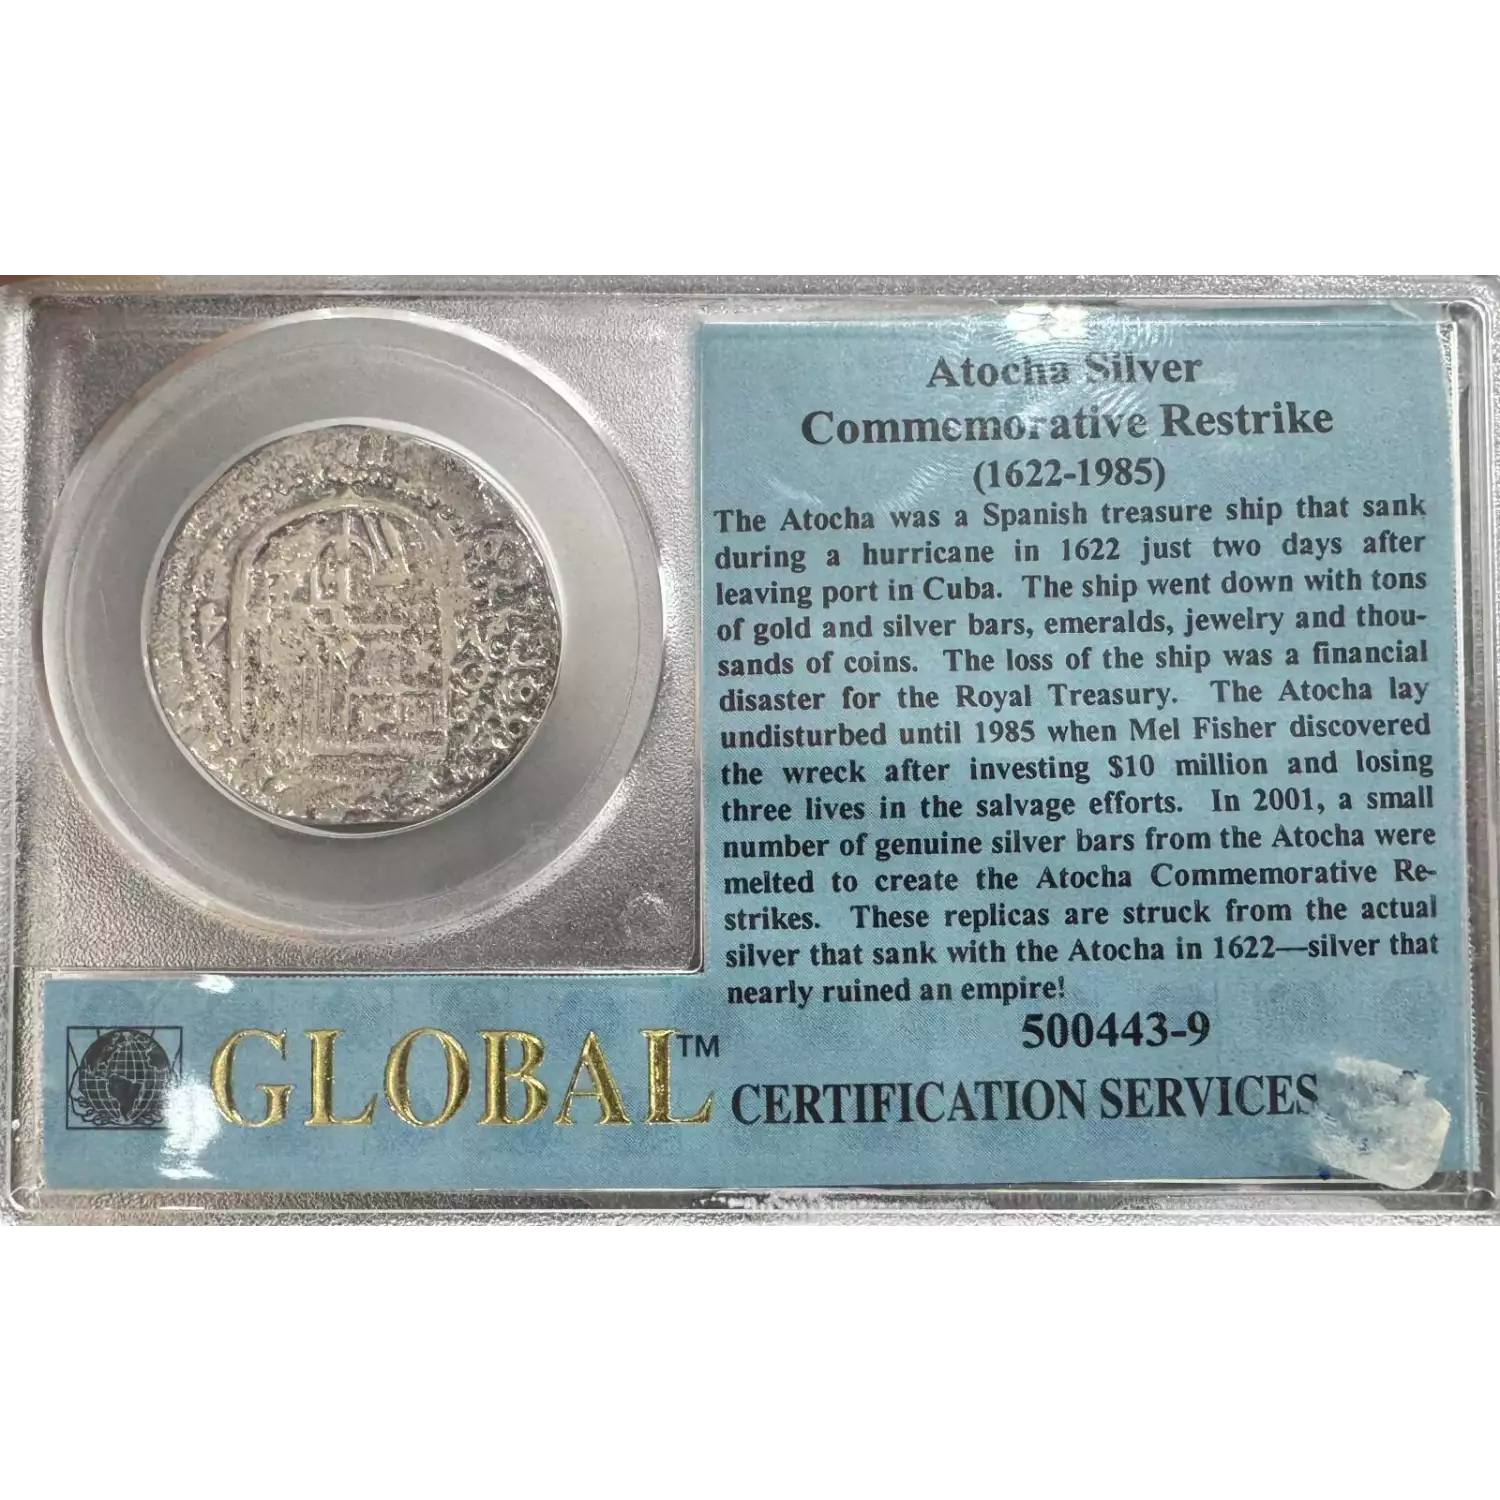 Atocha Silver
Commemorative Restrike
(1622-1985)
The Atocha was a Spanish treasure ship that sank
during a hurricane in 1622 just two days after
leaving port in Cuba. The ship went down with tons
of gold and silver bars, emeralds, jewelry and thou-
sands of coins. The loss of the ship was a financial
disaster for the Royal Treasury. The Atocha lay
undisturbed until 1985 when Mel Fisher discovered
the wreck after investing $10 million and losing
three lives in the salvage efforts. In 2001, a small
number of genuine silver bars from the Atocha were
melted to create the Atocha Commemorative Re-
strikes. These replicas are struck from the actual
silver that sank with the Atocha in 1622—silver that
nearly ruined an empire!
500443-9
GLOBAL™
CERTIFICATION SERVICES